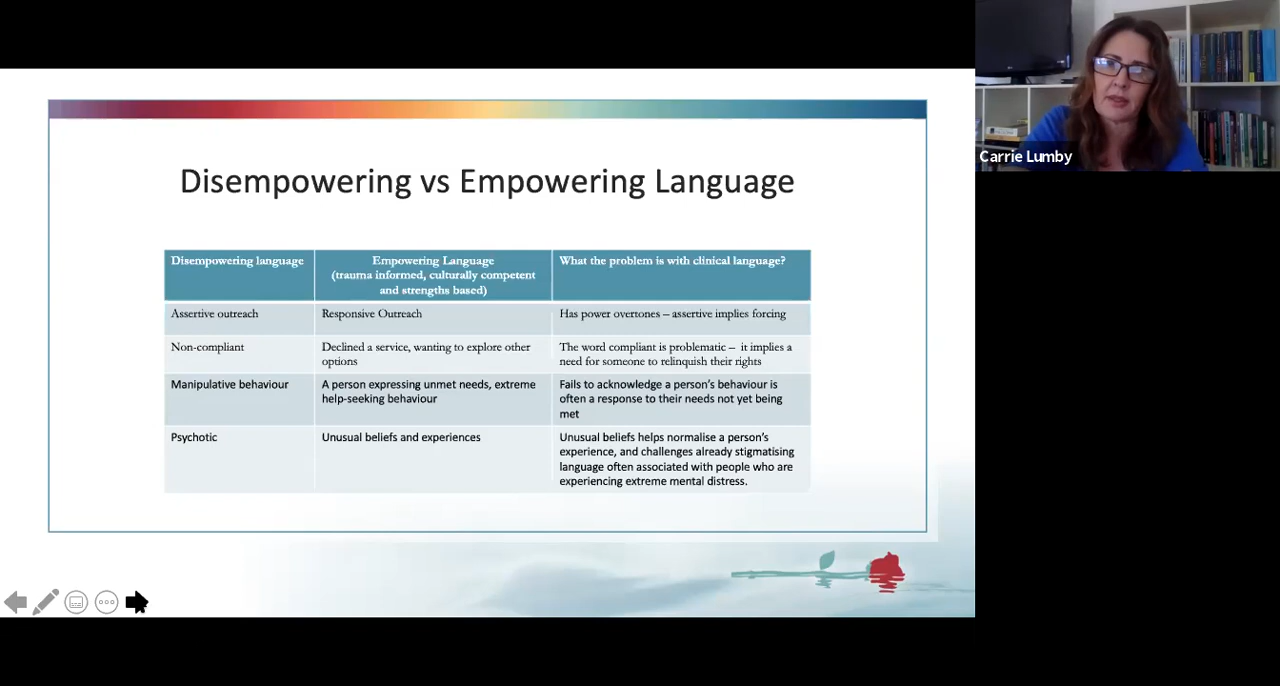 Disempowering vs Empowering Language
Disempowering language
Empowering Language
(trauma informed, culturally competent
and strengths based)
What the problem is with clinical language?
Assertive outreach
Responsive Outreach
Has power overtones – assertive implies forcing
Non-compliant
Declined a service, wanting to explore other
options
The word compliant is problematic – it implies a
need for someone to relinquish their rights
Manipulative behaviour
A person expressing unmet needs, extreme
help-seeking behaviour
Fails to acknowledge a person's behaviour is
often a response to their needs not yet being
met
Psychotic
Unusual beliefs and experiences
Unusual beliefs helps normalise a person's
experience, and challenges already stigmatising
language often associated with people who are
experiencing extreme mental distress.
Carrie Lumby